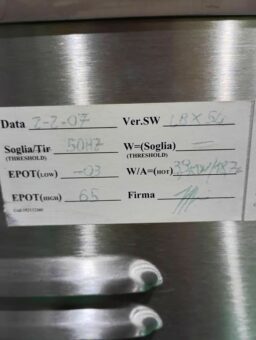 Data 2-2-07 Ver.SW
Soglia/Tir 50HZ W=(Soglia) —
(THRESHOLD) (THRESHOLD)
EPOT(LOW) -03 W/A=(HOT)
EPOT(HIGH) 65 Firma